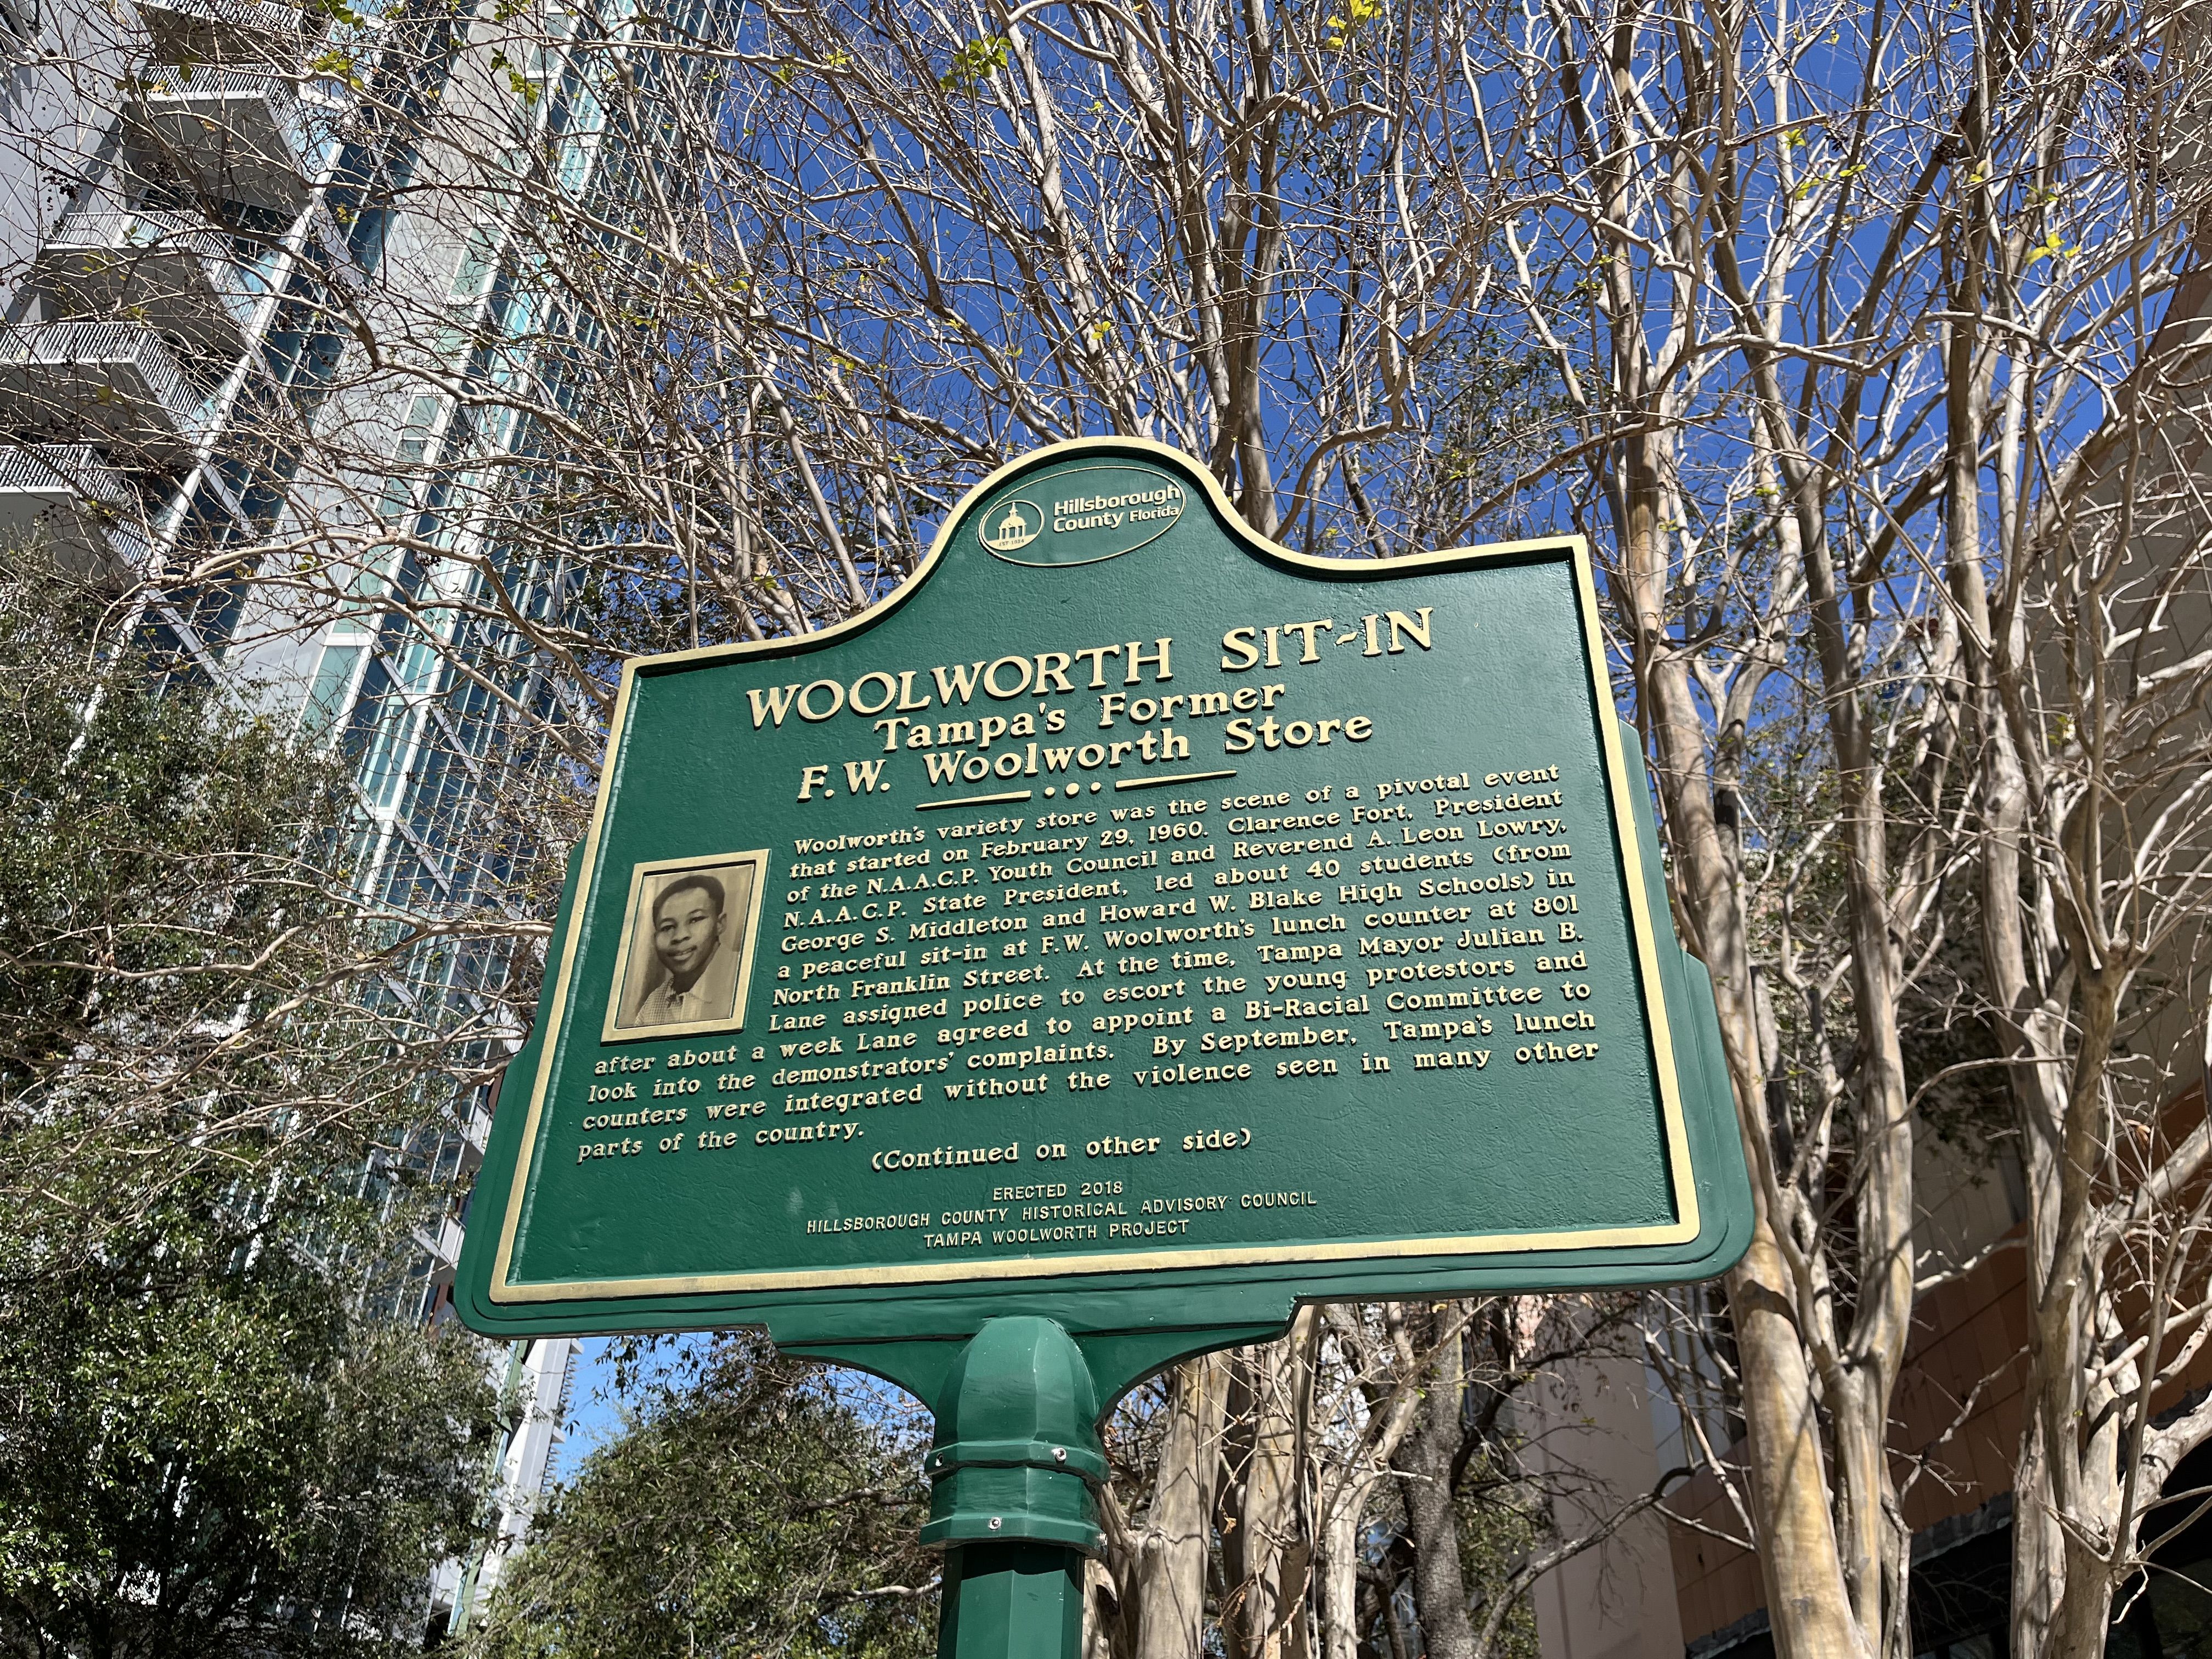 Hillsborough
County Florida
EST 1834
WOOLWORTH SIT-IN
Tampa's Former
F.W. Woolworth Store
Woolworth's variety store was the scene of a pivotal event
that started on February 29, 1960. Clarence Fort, President
of the N.A.A.C.P. Youth Council and Reverend A. Leon Lowry,
N.A.A.C.P. State President, led about 40 students (from
George S. Middleton and Howard W. Blake High Schools) in
a peaceful sit-in at F.W. Woolworth's lunch counter at 801
North Franklin Street. At the time, Tampa Mayor Julian B.
Lane assigned police to escort the young protestors and
after about a week Lane agreed to appoint a Bi-Racial Committee to
look into the demonstrators' complaints. By September, Tampa's lunch
counters were integrated without the violence seen in many other
parts of the country.
(Continued on other side)
ERECTED 2018
HILLSBOROUGH COUNTY HISTORICAL ADVISORY COUNCIL
TAMPA WOOLWORTH PROJECT